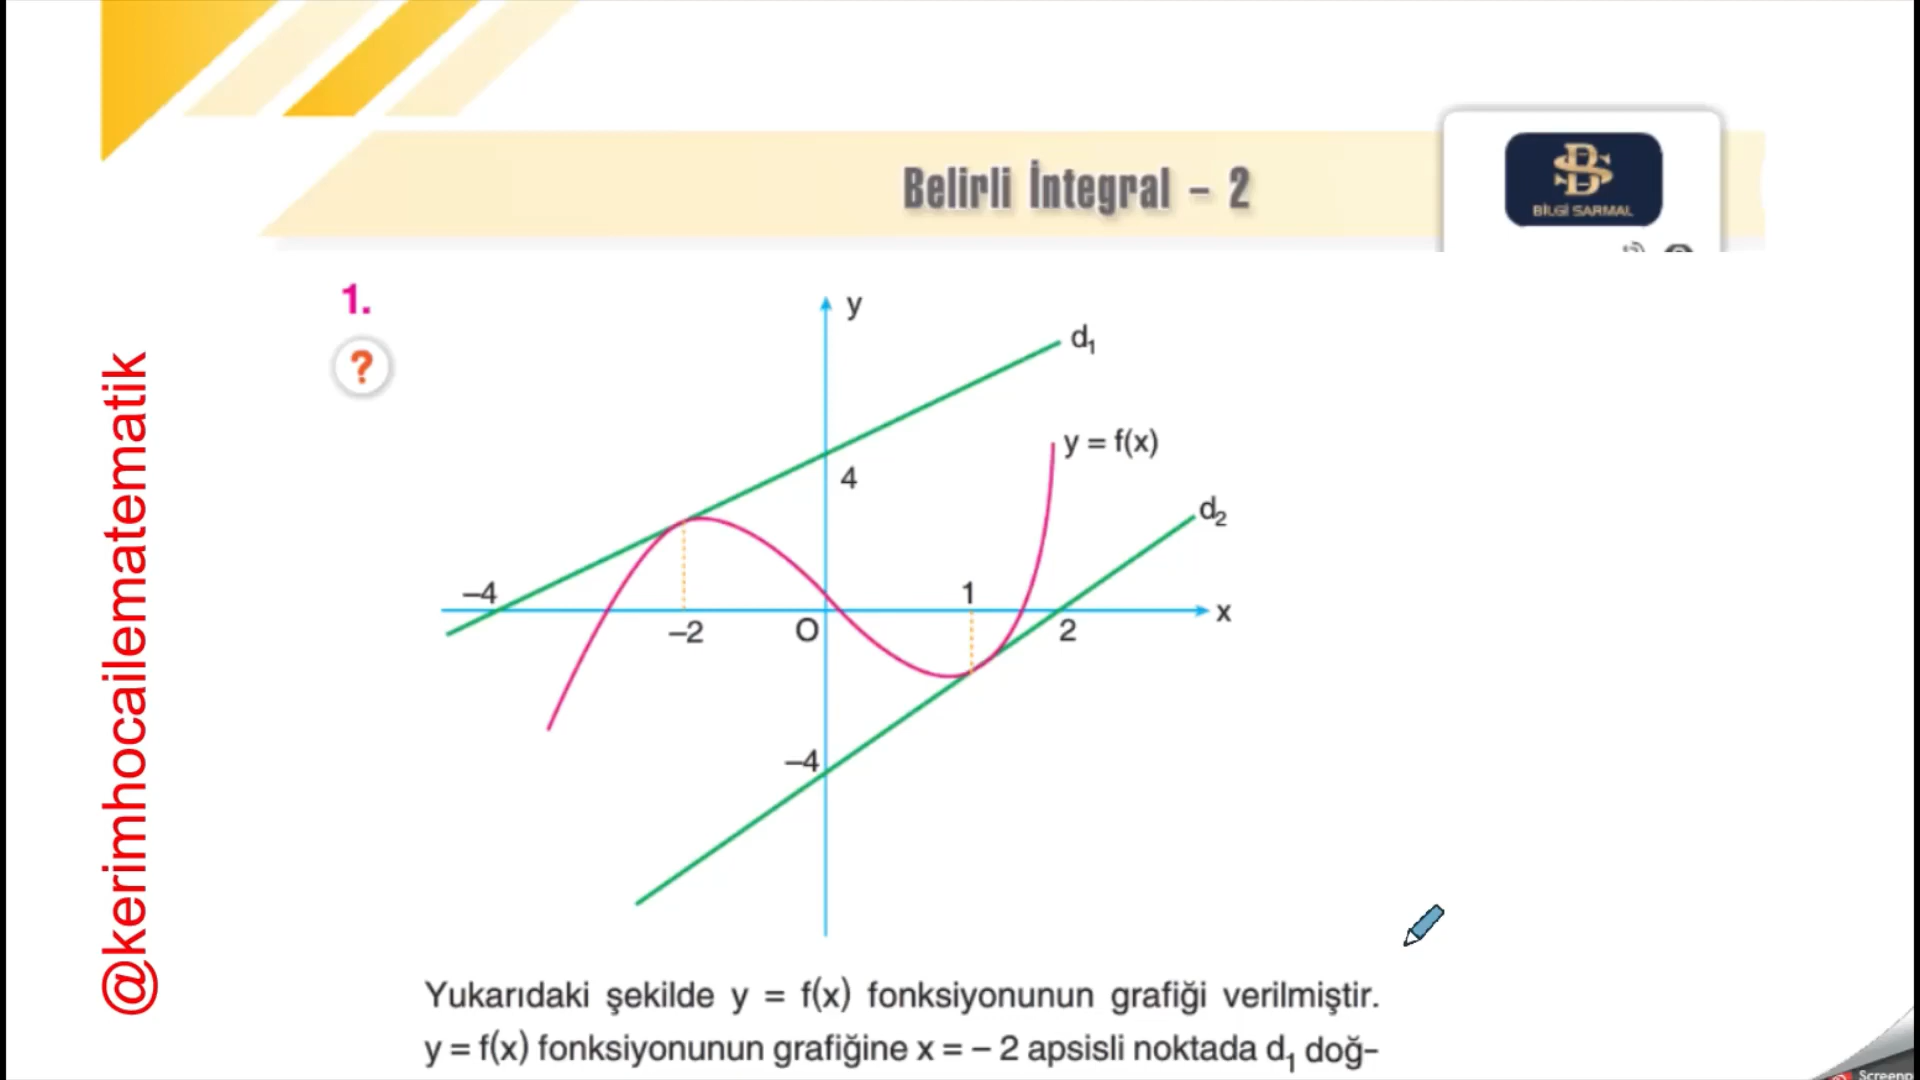 Belirli İntegral – 2
BİLGİ SARMAL
1.
?
y
d₁
y = f(x)
4
d₂
–4
1
–2
O
2
x
–4
@kerimhocailematematik
Yukarıdaki şekilde y = f(x) fonksiyonunun grafiği verilmiştir.
y = f(x) fonksiyonunun grafiğine x = – 2 apsisli noktada d₁ doğ-